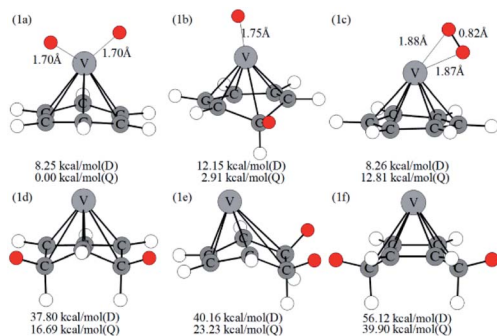 (1a)
(1b)
(1c)
1.70Å
1.70Å
1.75Å
1.88Å
0.82Å
1.87Å
V
V
V
C
C
C
C
C
C
C
C
C
C
C
C
C
8.25 kcal/mol(D)
0.00 kcal/mol(Q)
12.15 kcal/mol(D)
2.91 kcal/mol(Q)
8.26 kcal/mol(D)
12.81 kcal/mol(Q)
(1d)
(1e)
(1f)
V
V
V
C
C
C
C
C
C
C
C
C
C
C
C
37.80 kcal/mol(D)
16.69 kcal/mol(Q)
40.16 kcal/mol(D)
23.23 kcal/mol(Q)
56.12 kcal/mol(D)
39.90 kcal/mol(Q)